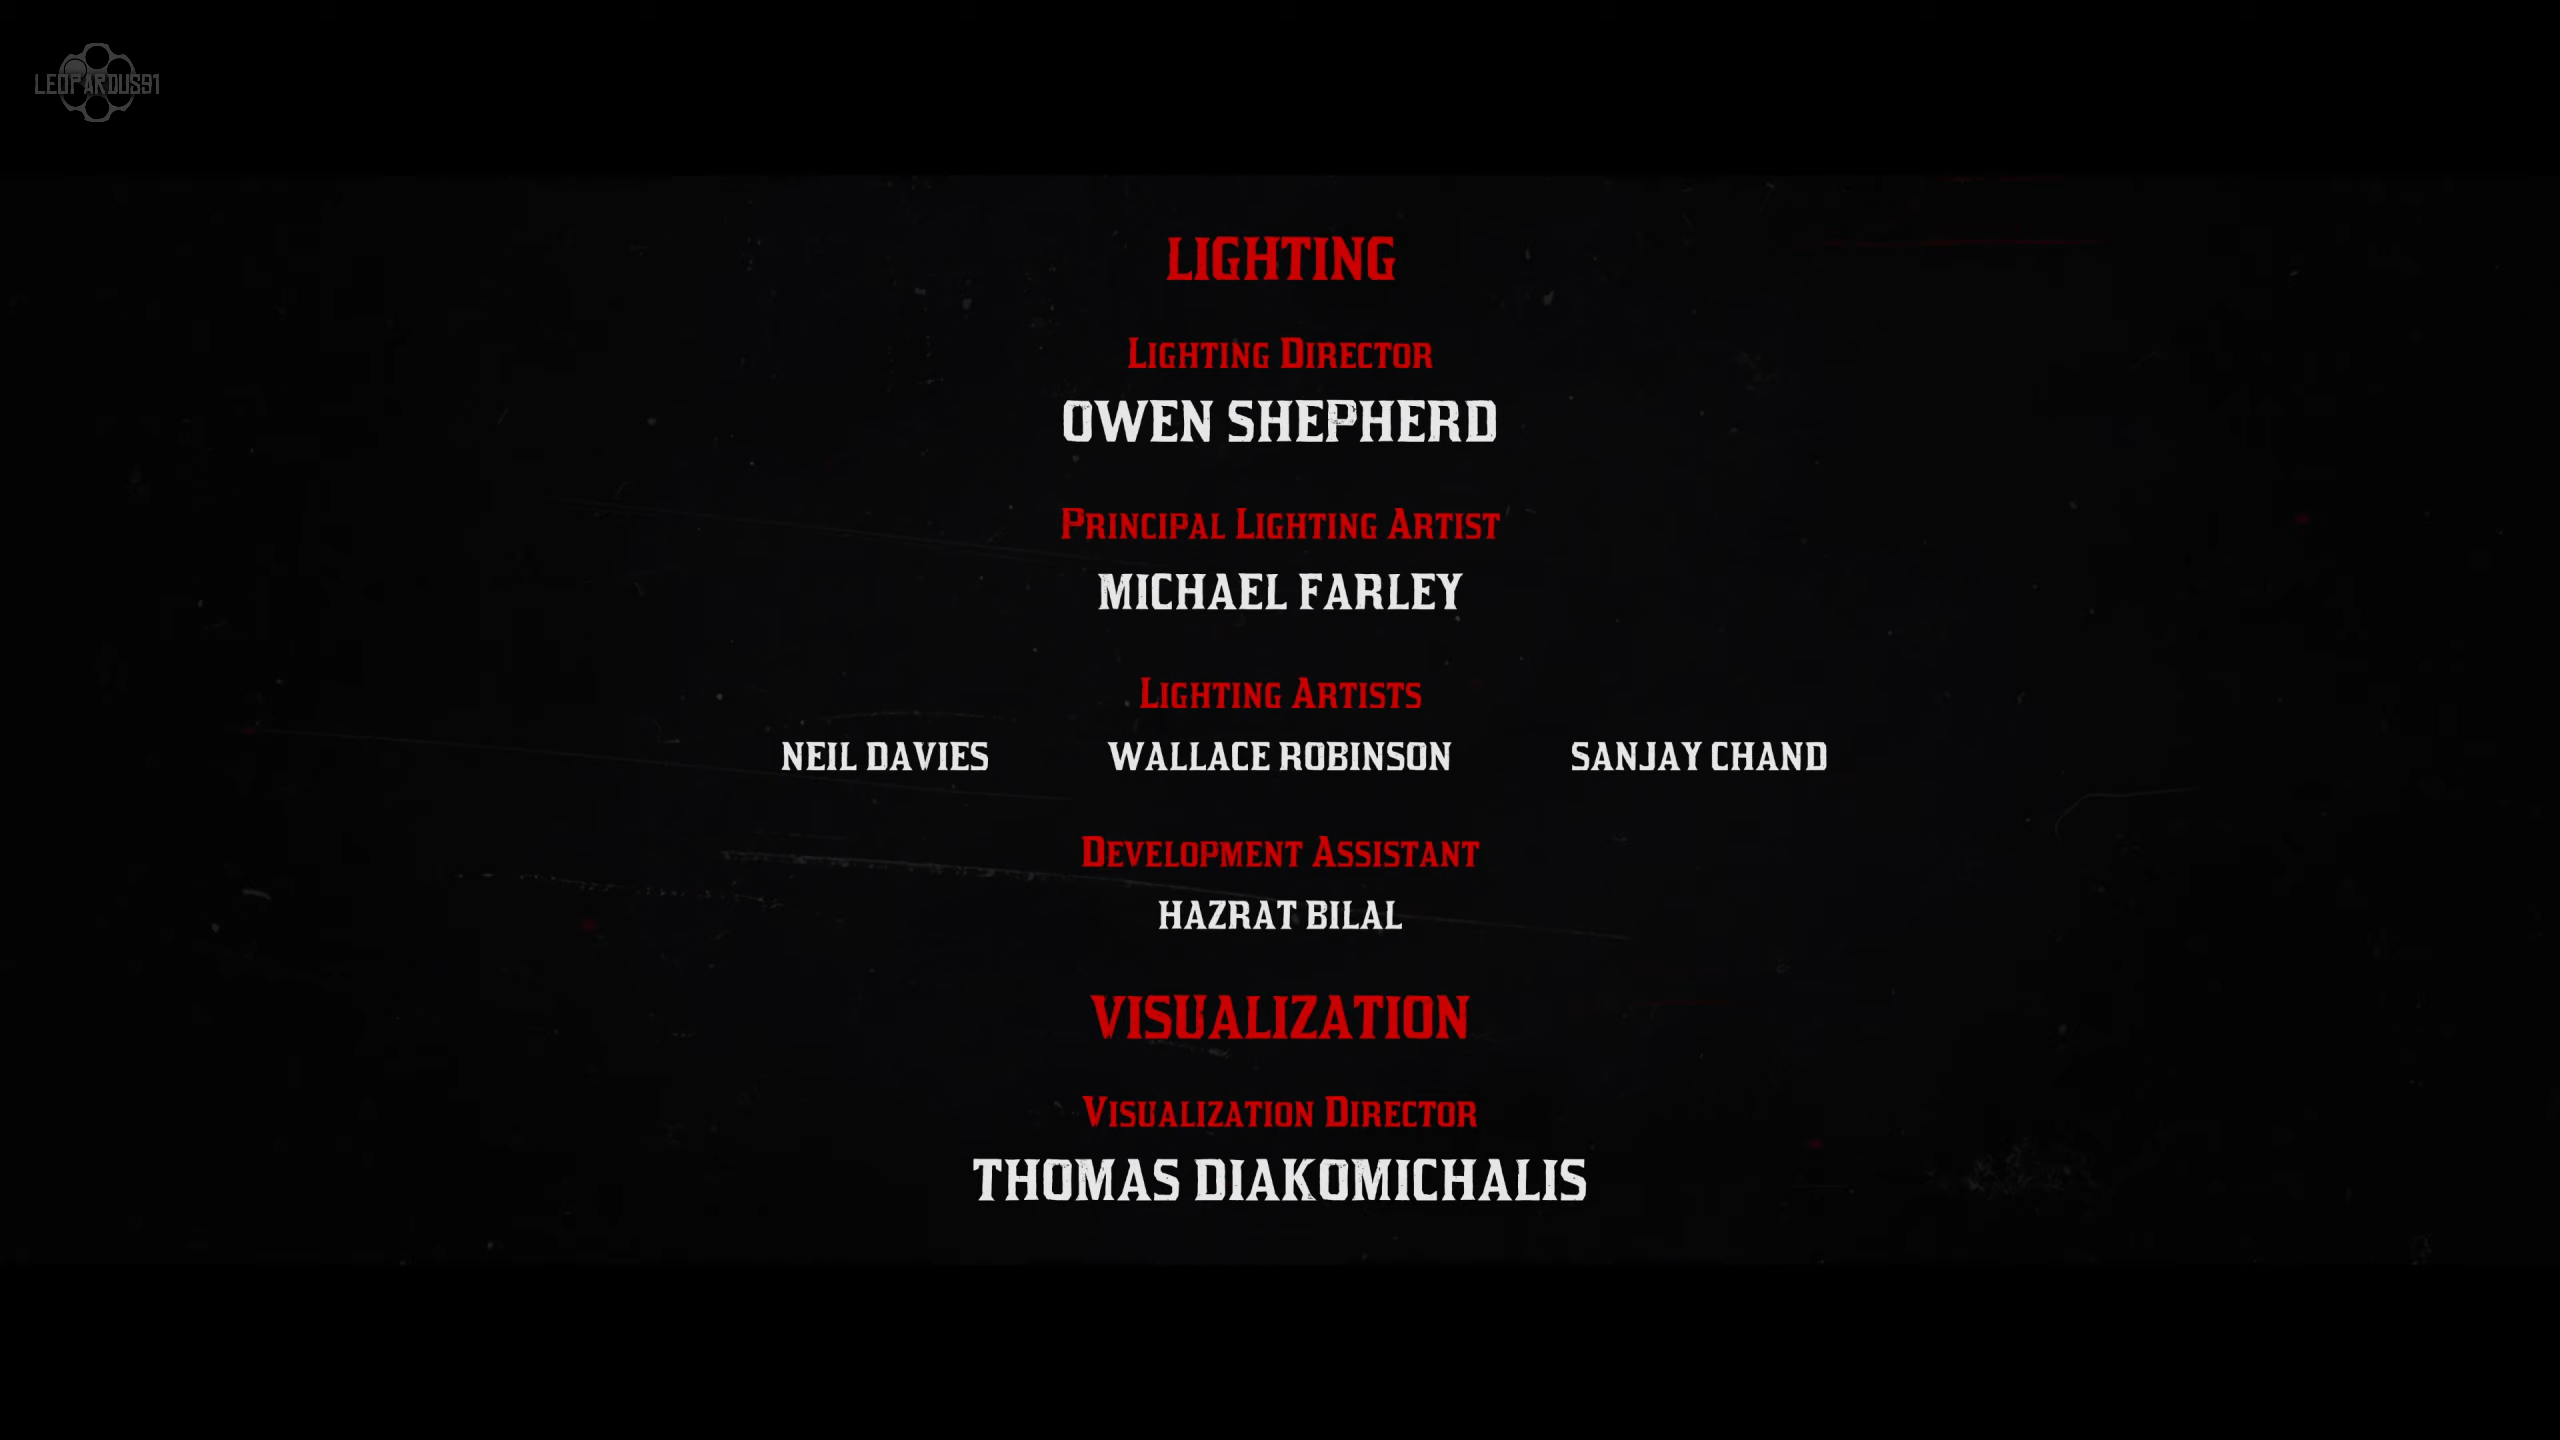 LEOPARDUS91
LIGHTING
LIGHTING DIRECTOR
OWEN SHEPHERD
PRINCIPAL LIGHTING ARTIST
MICHAEL FARLEY
LIGHTING ARTISTS
NEIL DAVIES WALLACE ROBINSON SANJAY CHAND
DEVELOPMENT ASSISTANT
HAZRAT BILAL
VISUALIZATION
VISUALIZATION DIRECTOR
THOMAS DIAKOMICHALIS